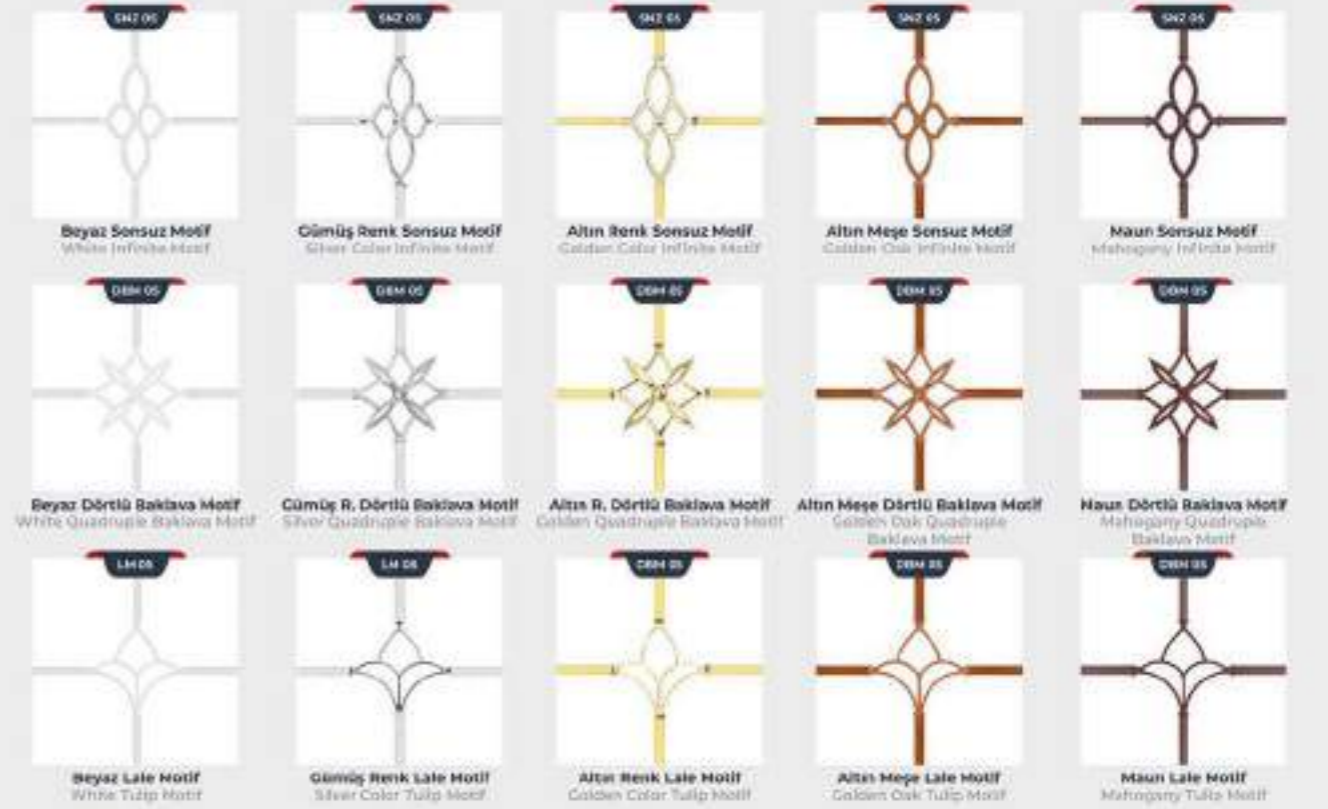 SNZ 05 SNZ 05 SNZ 05 SNZ 05 SNZ 05
Beyaz Sonsuz Motif Gümüş Renk Sonsuz Motif Altın Renk Sonsuz Motif Altın Meşe Sonsuz Motif Maun Sonsuz Motif
White Infinite Motif Silver Color Infinite Motif Golden Color Infinite Motif Golden Oak Infinite Motif Mahogany Infinite Motif
DBM 05 DBM 05 DBM 05 DBM 05 DBM 05
Beyaz Dörtlü Baklava Motif Gümüş R. Dörtlü Baklava Motif Altın R. Dörtlü Baklava Motif Altın Meşe Dörtlü Baklava Motif Maun Dörtlü Baklava Motif
White Quadruple Baklava Motif Silver Quadruple Baklava Motif Golden Quadruple Baklava Motif Golden Oak Quadruple Mahogany Quadruple
Baklava Motif Baklava Motif
LM 05 LM 05 DBM 05 DBM 05 DBM 05
Beyaz Lale Motif Gümüş Renk Lale Motif Altın Renk Lale Motif Altın Meşe Lale Motif Maun Lale Motif
White Tulip Motif Silver Color Tulip Motif Golden Color Tulip Motif Golden Oak Tulip Motif Mahogany Tulip Motif